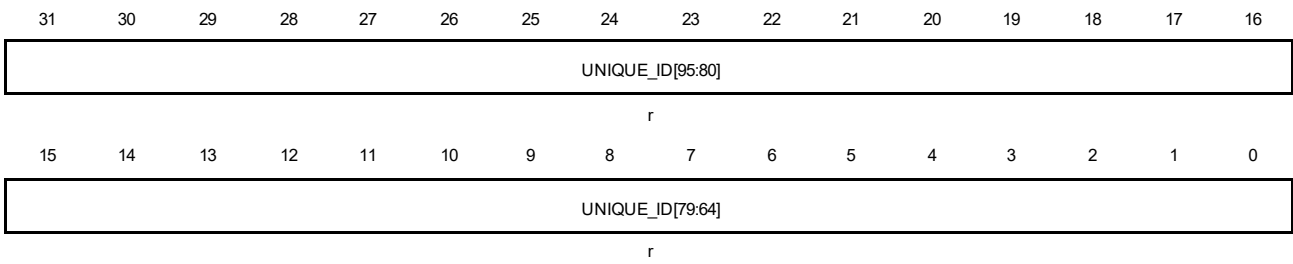 31 30 29 28 27 26 25 24 23 22 21 20 19 18 17 16
UNIQUE_ID[95:80]
r
15 14 13 12 11 10 9 8 7 6 5 4 3 2 1 0
UNIQUE_ID[79:64]
r